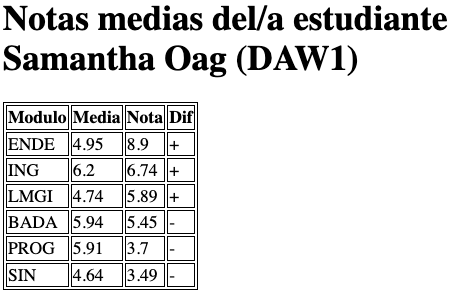 Notas medias del/a estudiante
Samantha Oag (DAW1)
Modulo Media Nota Dif
ENDE 4.95 8.9 +
ING 6.2 6.74 +
LMGI 4.74 5.89 +
BADA 5.94 5.45 -
PROG 5.91 3.7 -
SIN 4.64 3.49 -